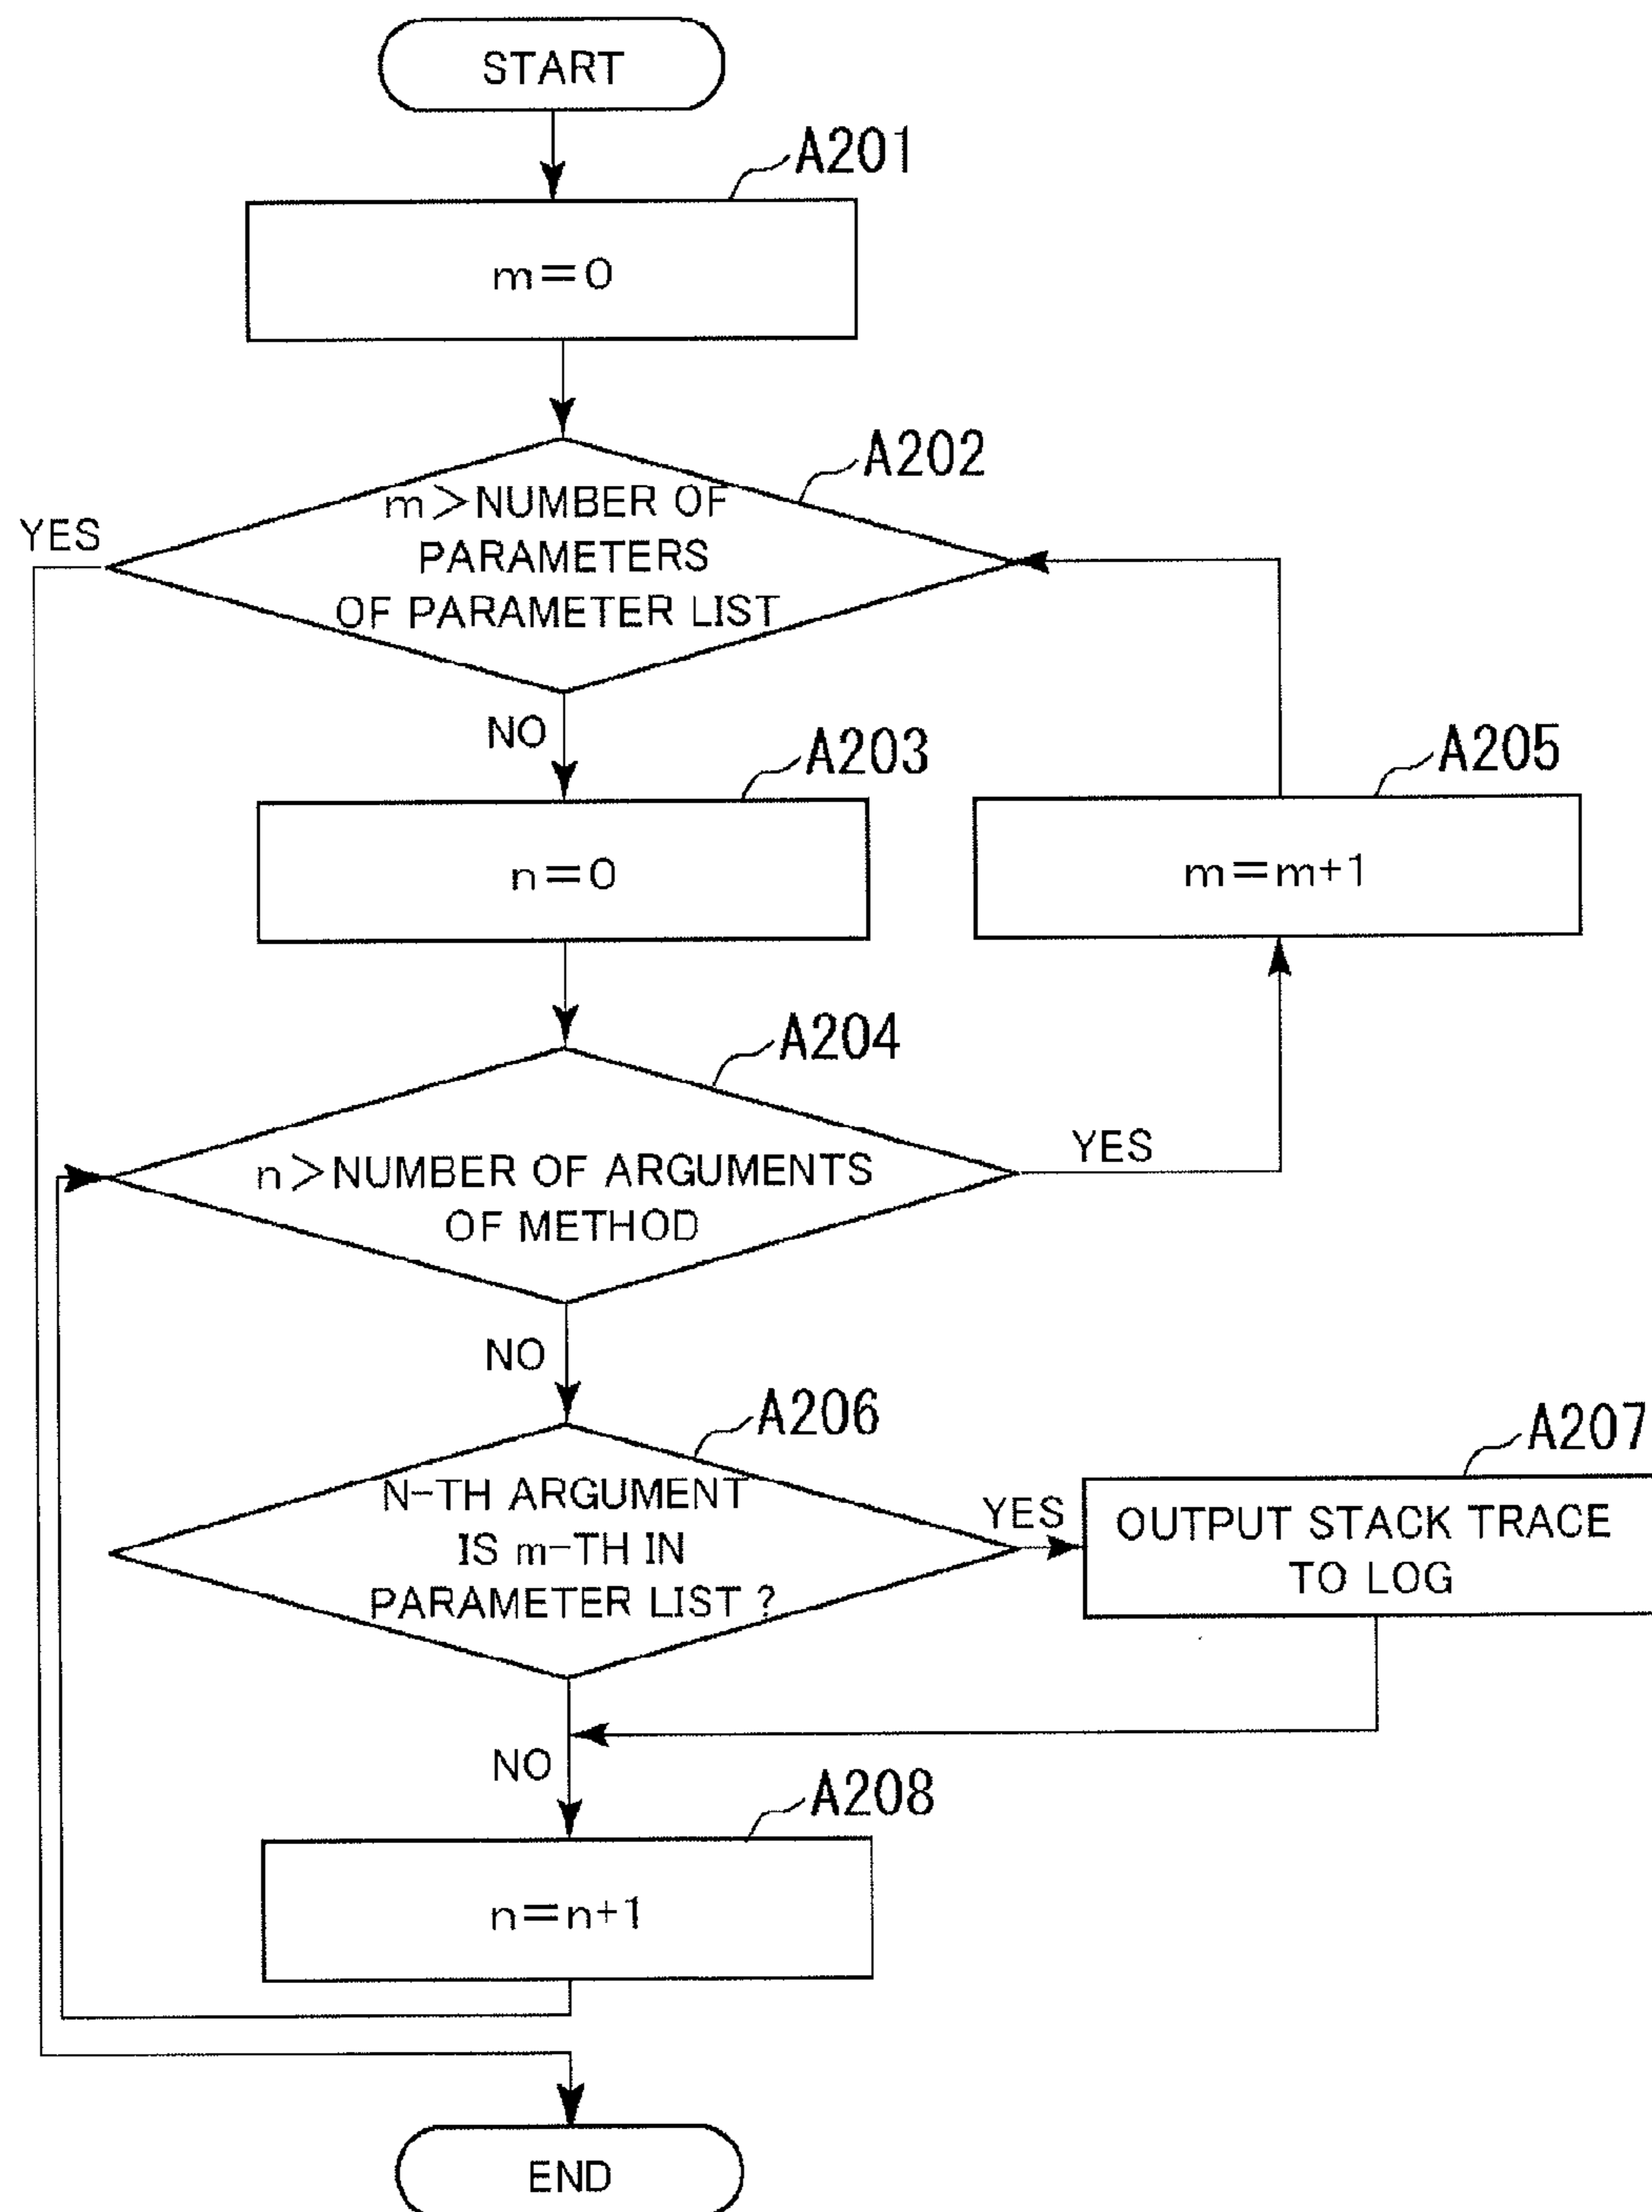 START
A201
m=0
A202
m>NUMBER OF
PARAMETERS
OF PARAMETER LIST
YES
NO
A203
n=0
A205
m=m+1
A204
n>NUMBER OF ARGUMENTS
OF METHOD
YES
NO
A206
N-TH ARGUMENT
IS m-TH IN
PARAMETER LIST ?
YES
A207
OUTPUT STACK TRACE
TO LOG
NO
A208
n=n+1
END